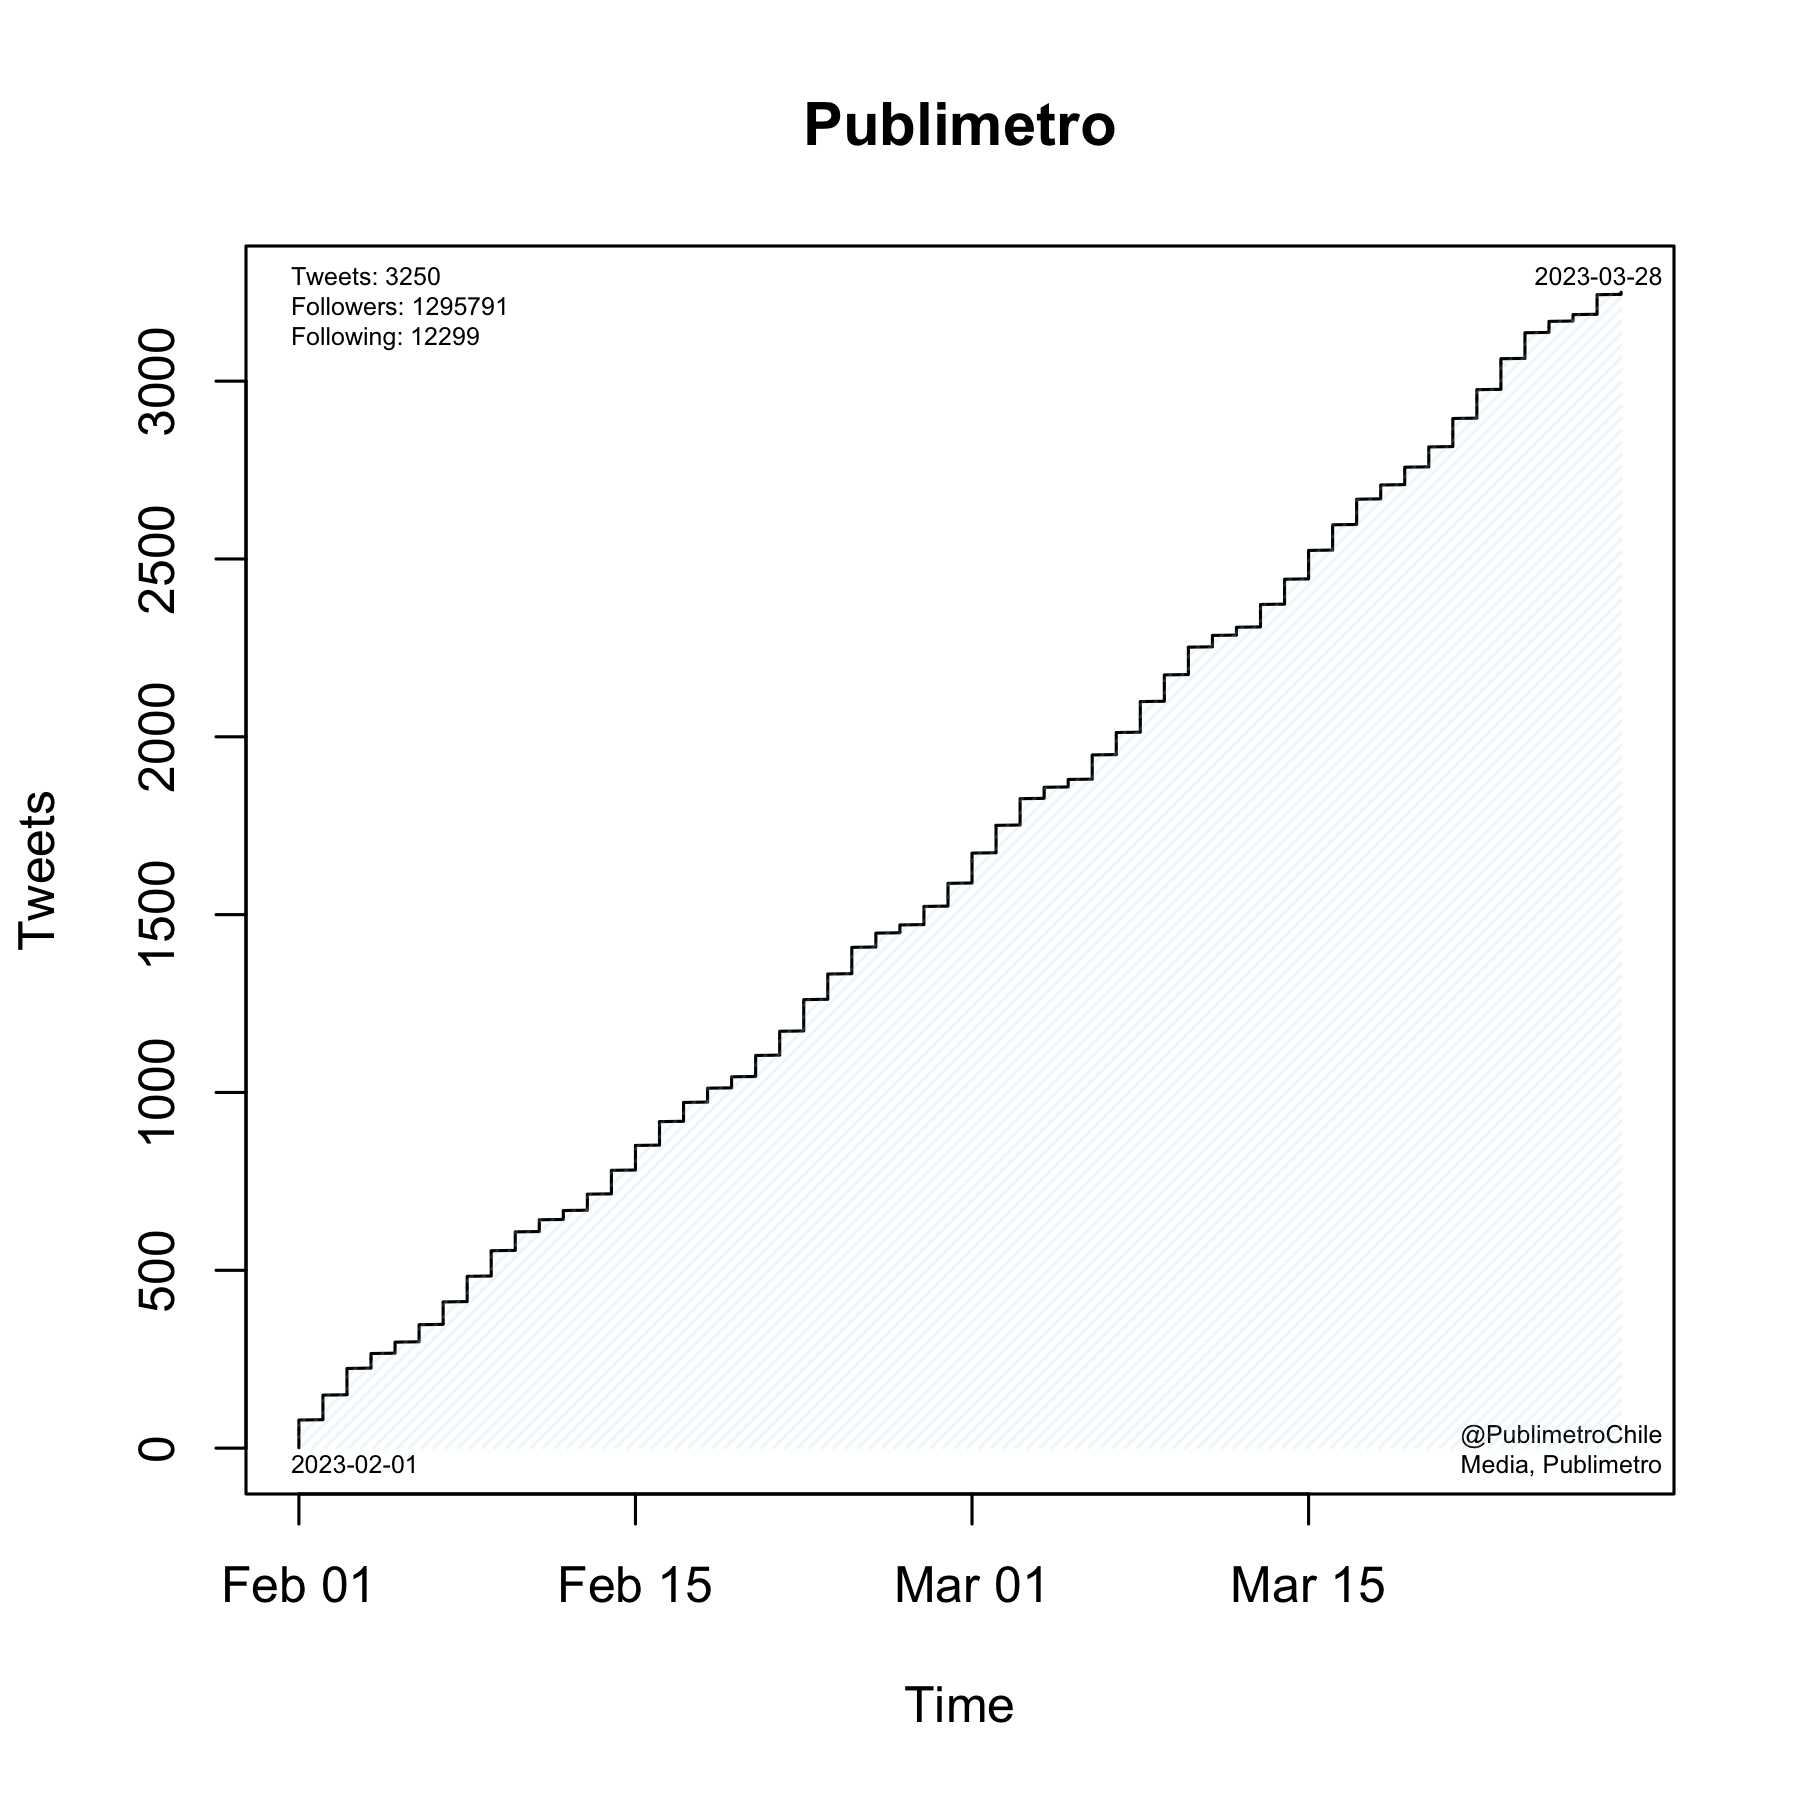 Publimetro
Tweets: 3250
Followers: 1295791
Following: 12299
2023-03-28
Tweets
3000
2500
2000
1500
1000
500
0
2023-02-01
@PublimetroChile
Media, Publimetro
Feb 01
Feb 15
Mar 01
Mar 15
Time